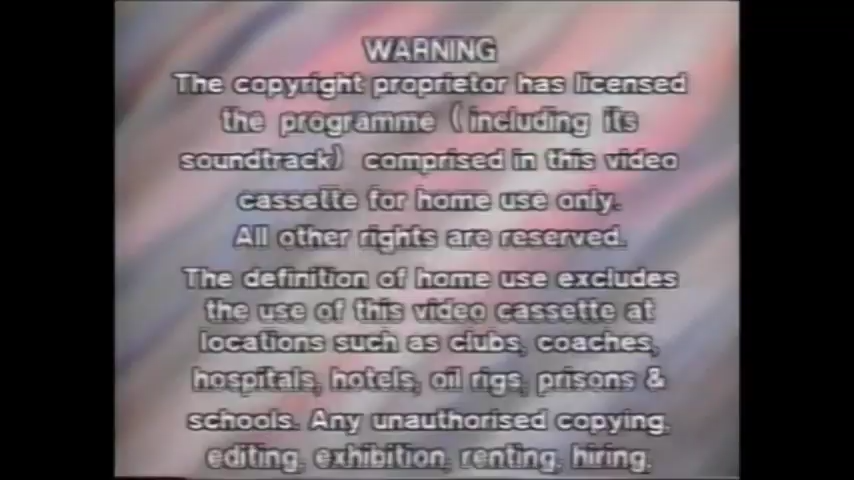 WARNING
The copyright proprietor has licensed
the programme (including its
soundtrack) comprised in this video
cassette for home use only.
All other rights are reserved.
The definition of home use excludes
the use of this video cassette at
locations such as clubs, coaches,
hospitals, hotels, oil rigs, prisons &
schools. Any unauthorised copying,
editing, exhibition, renting, hiring,